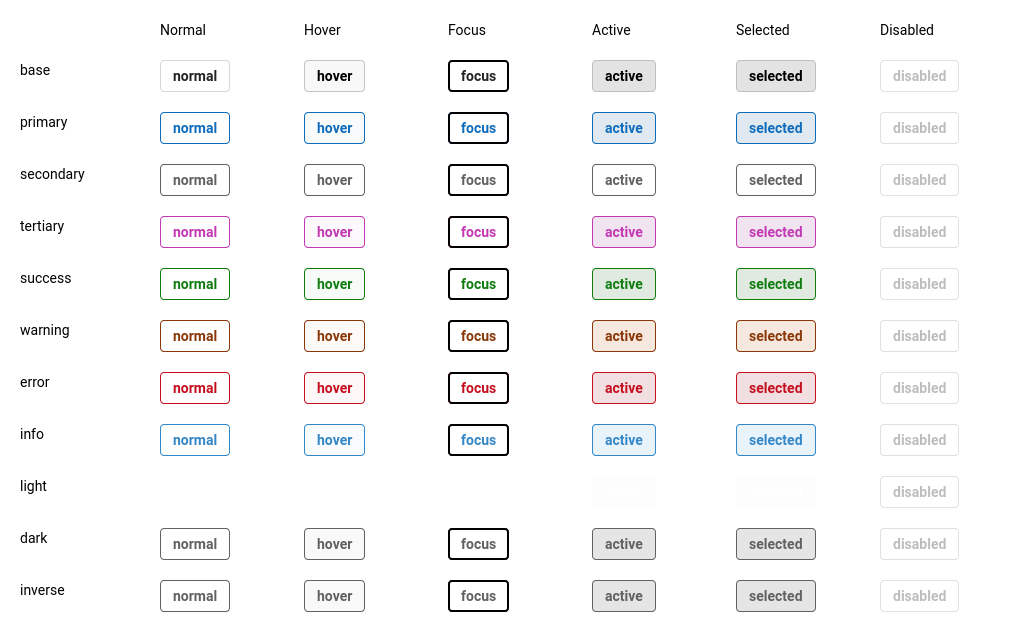 Normal Hover Focus Active Selected Disabled
base normal hover focus active selected disabled
primary normal hover focus active selected disabled
secondary normal hover focus active selected disabled
tertiary normal hover focus active selected disabled
success normal hover focus active selected disabled
warning normal hover focus active selected disabled
error normal hover focus active selected disabled
info normal hover focus active selected disabled
light disabled
dark normal hover focus active selected disabled
inverse normal hover focus active selected disabled